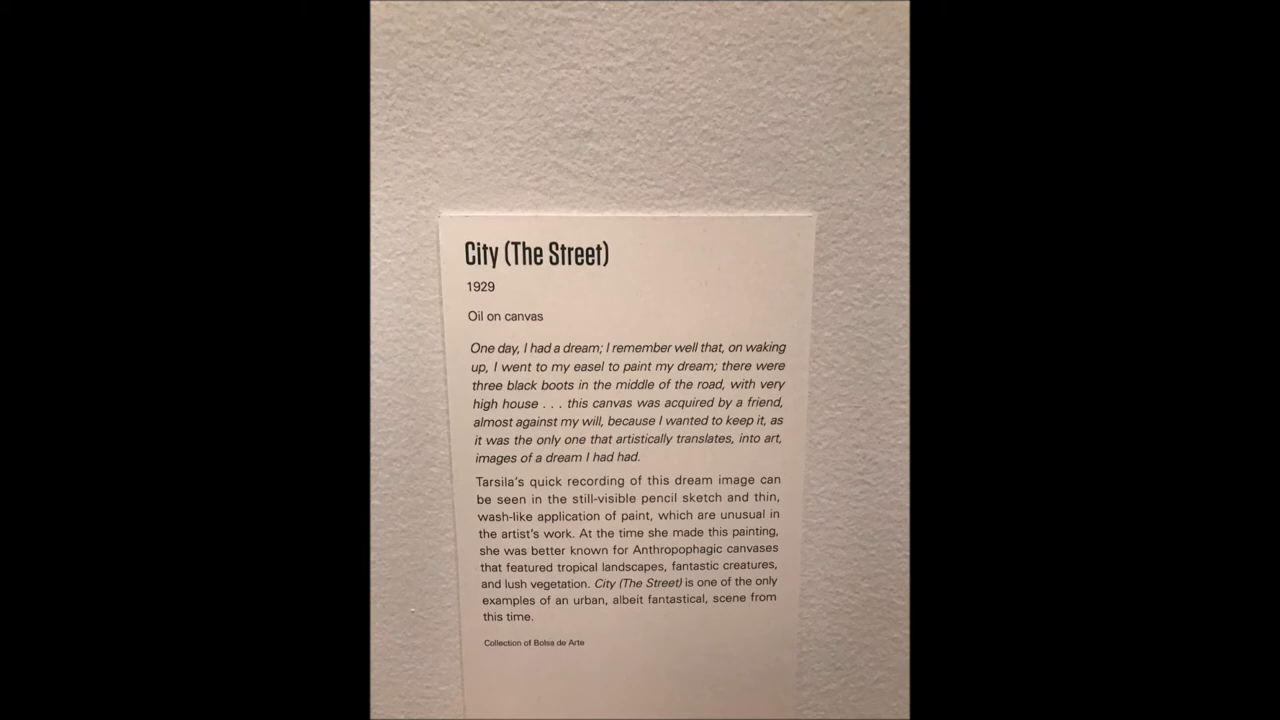 City (The Street)
1929
Oil on canvas
One day, I had a dream; I remember well that, on waking
up, I went to my easel to paint my dream; there were
three black boots in the middle of the road, with very
high house . . . this canvas was acquired by a friend,
almost against my will, because I wanted to keep it, as
it was the only one that artistically translates, into art,
images of a dream I had had.
Tarsila's quick recording of this dream image can
be seen in the still-visible pencil sketch and thin,
wash-like application of paint, which are unusual in
the artist's work. At the time she made this painting,
she was better known for Anthropophagic canvases
that featured tropical landscapes, fantastic creatures,
and lush vegetation. City (The Street) is one of the only
examples of an urban, albeit fantastical, scene from
this time.
Collection of Bolsa de Arte